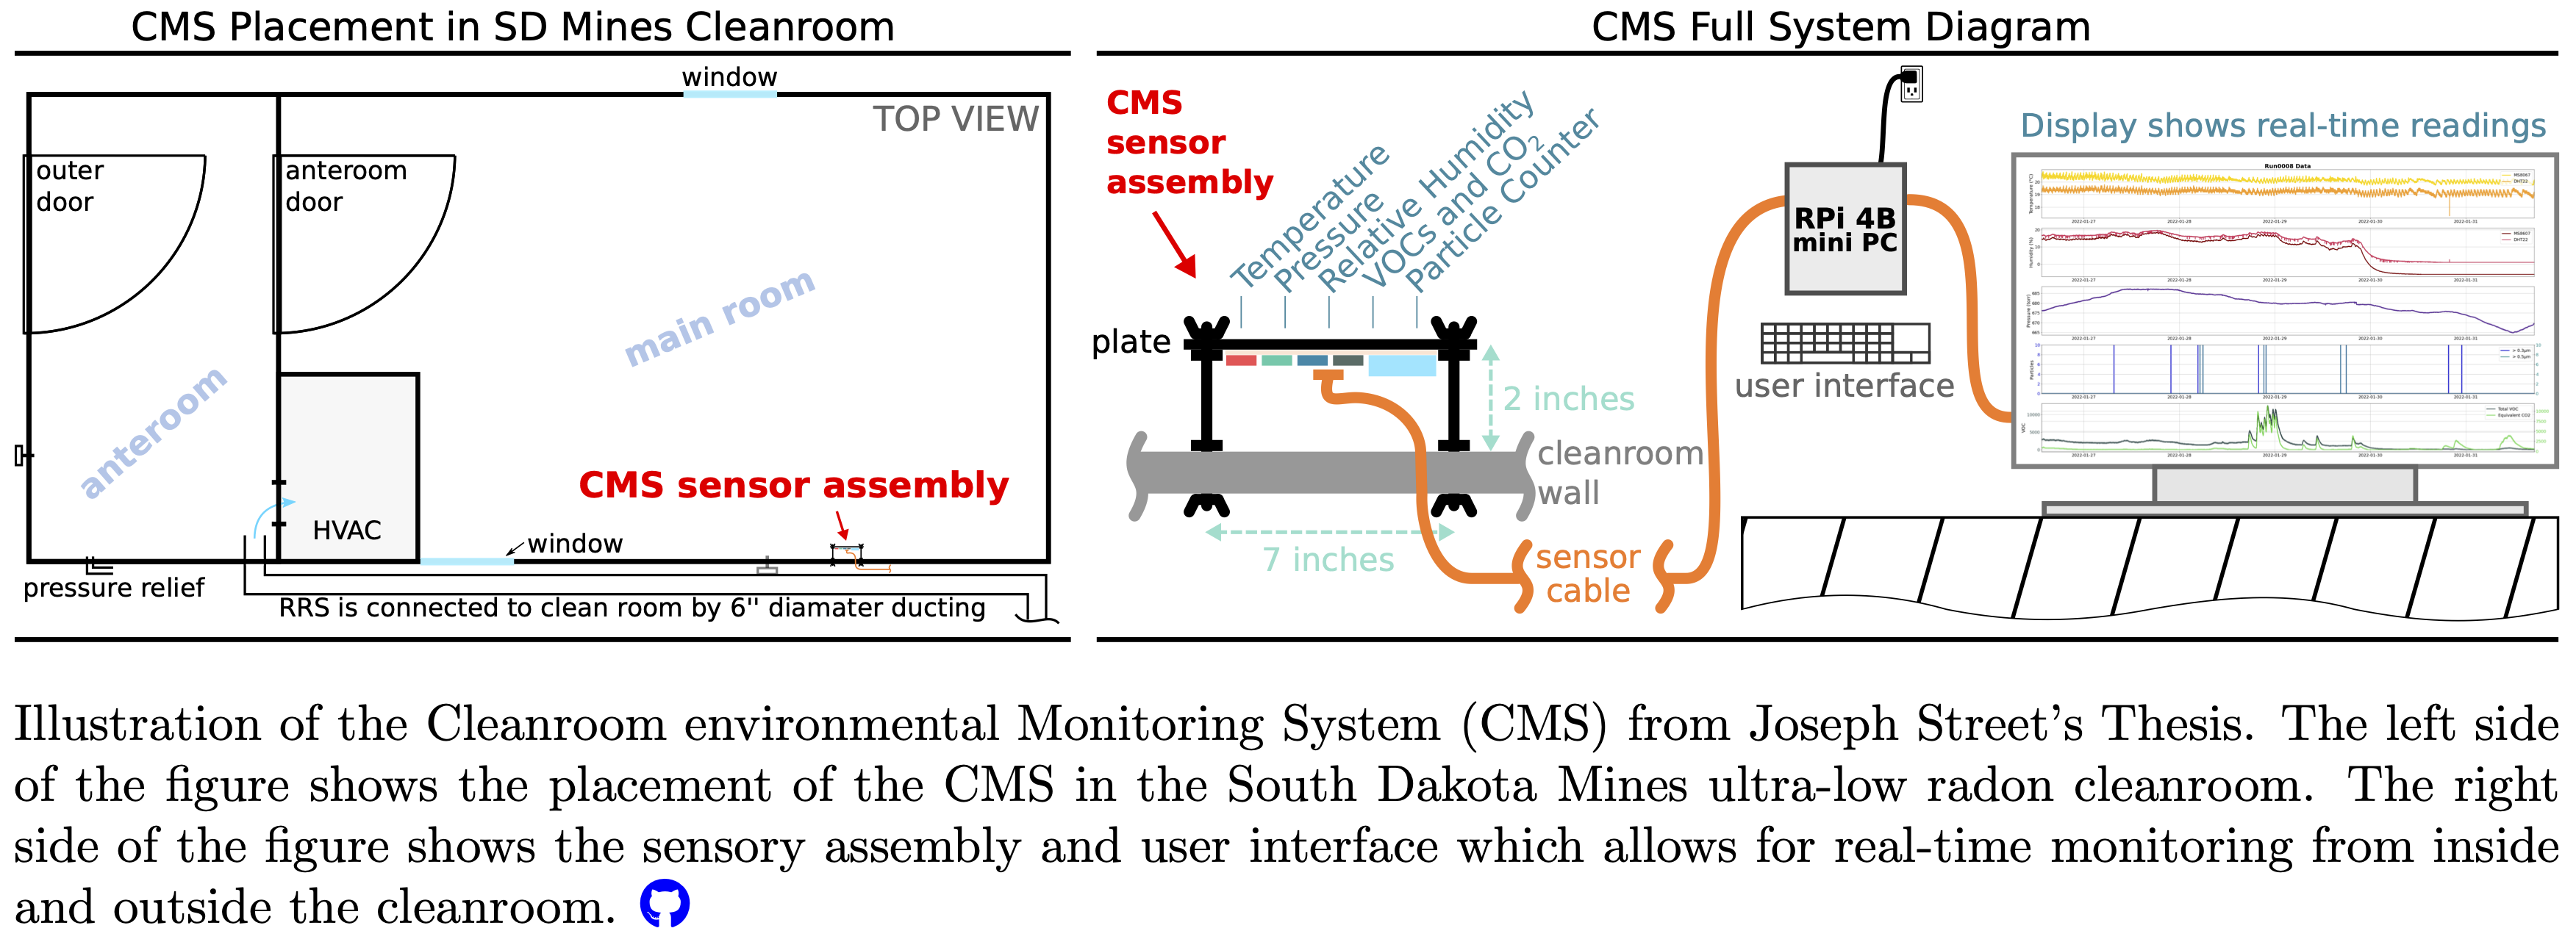 CMS Placement in SD Mines Cleanroom
window
TOP VIEW
outer
door
anteroom
door
main room
anteroom
CMS sensor assembly
HVAC
window
pressure relief
RRS is connected to clean room by 6'' diamater ducting
CMS Full System Diagram
CMS
sensor
assembly
Temperature
Pressure
Relative Humidity
VOCs and CO2
Particle Counter
plate
2 inches
cleanroom
wall
7 inches
sensor
cable
RPi 4B
mini PC
user interface
Display shows real-time readings
Run0008 Data
Illustration of the Cleanroom environmental Monitoring System (CMS) from Joseph Street's Thesis. The left side
of the figure shows the placement of the CMS in the South Dakota Mines ultra-low radon cleanroom. The right
side of the figure shows the sensory assembly and user interface which allows for real-time monitoring from inside
and outside the cleanroom.